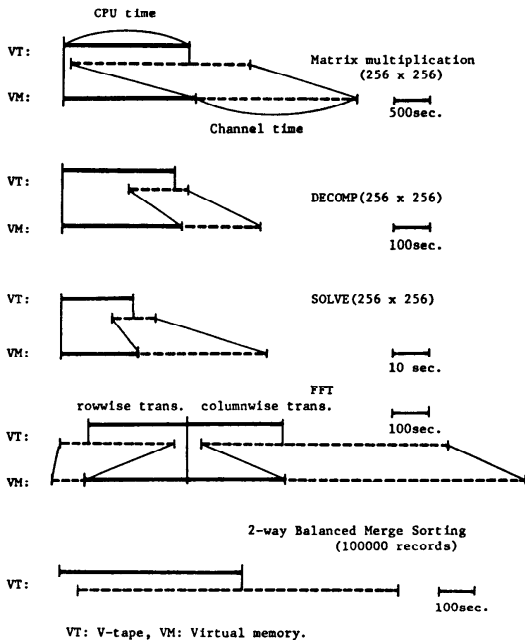 CPU time
VT:
Matrix multiplication
(256 x 256)
VM:
500sec.
Channel time
VT:
DECOMP(256 x 256)
VM:
100sec.
VT:
SOLVE(256 x 256)
VM:
10 sec.
FFT
rowwise trans. columnwise trans.
100sec.
VT:
VM:
2-way Balanced Merge Sorting
(100000 records)
VT:
100sec.
VT: V-tape, VM: Virtual memory.